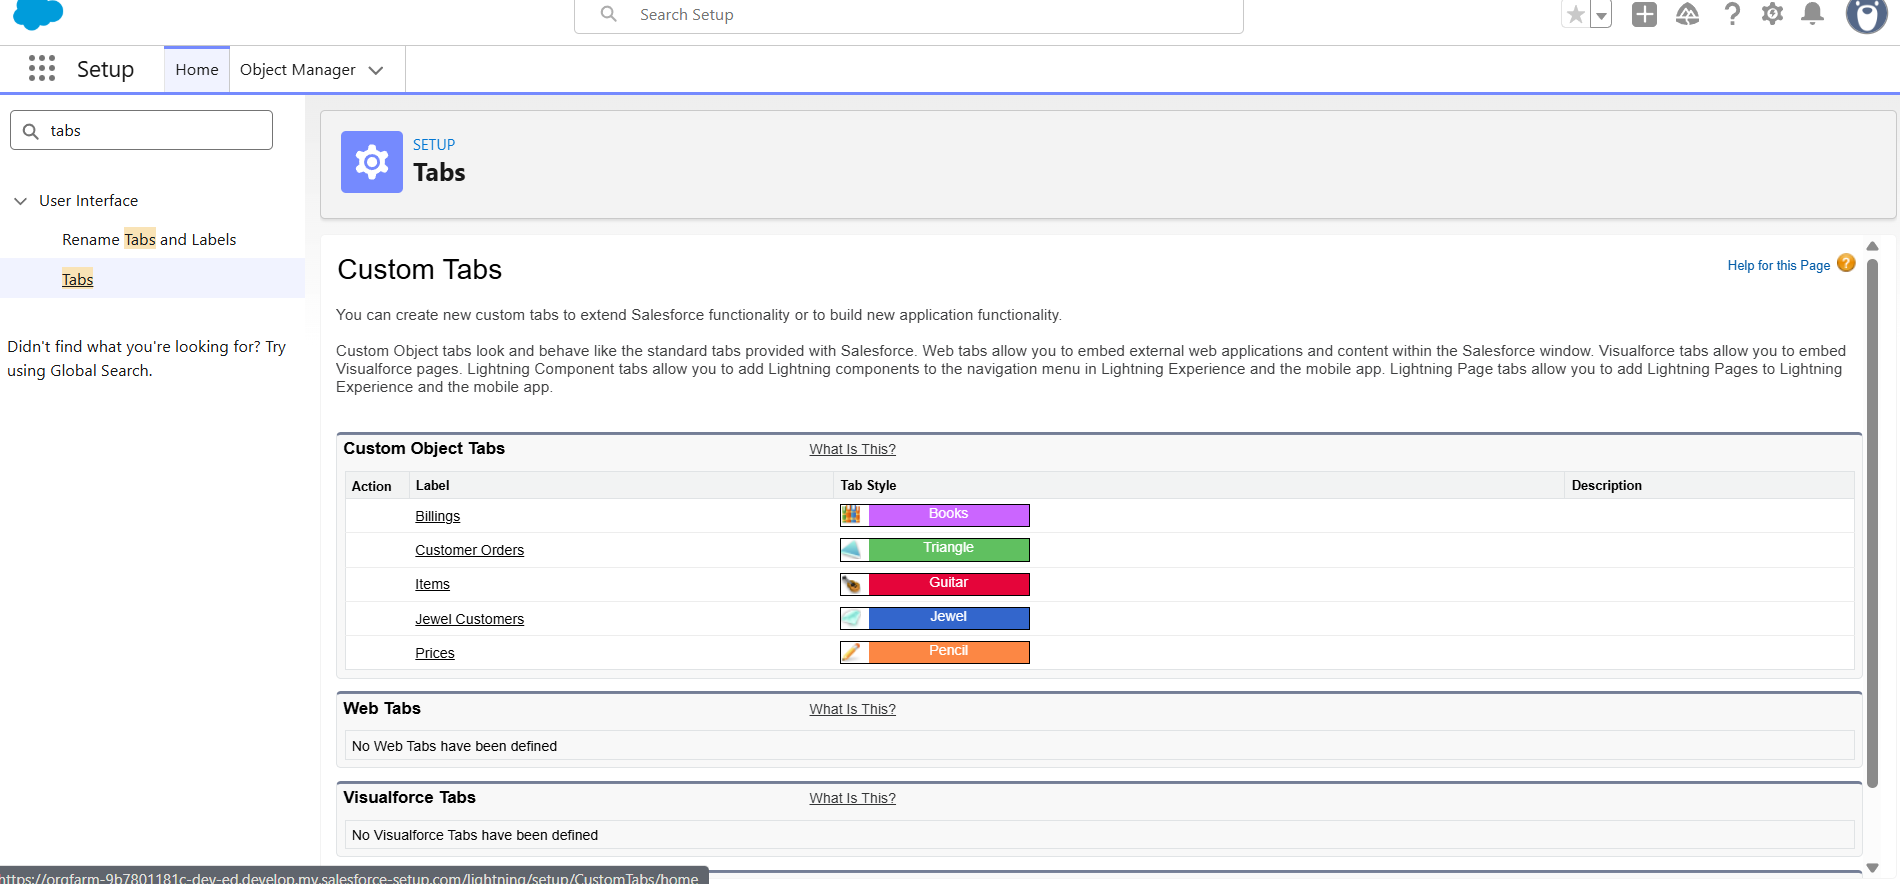 Search Setup
Setup
Home
Object Manager
tabs
User Interface
Rename Tabs and Labels
Tabs
Didn't find what you're looking for? Try
using Global Search.
SETUP
Tabs
Custom Tabs
Help for this Page
You can create new custom tabs to extend Salesforce functionality or to build new application functionality.
Custom Object tabs look and behave like the standard tabs provided with Salesforce. Web tabs allow you to embed external web applications and content within the Salesforce window. Visualforce tabs allow you to embed
Visualforce pages. Lightning Component tabs allow you to add Lightning components to the navigation menu in Lightning Experience and the mobile app. Lightning Page tabs allow you to add Lightning Pages to Lightning
Experience and the mobile app.
Custom Object Tabs What Is This?
Action Label Tab Style Description
Billings Books
Customer Orders Triangle
Items Guitar
Jewel Customers Jewel
Prices Pencil
Web Tabs What Is This?
No Web Tabs have been defined
Visualforce Tabs What Is This?
No Visualforce Tabs have been defined
https://orgfarm-9b7801181c-dev-ed.develop.my.salesforce-setup.com/lightning/setup/CustomTabs/home